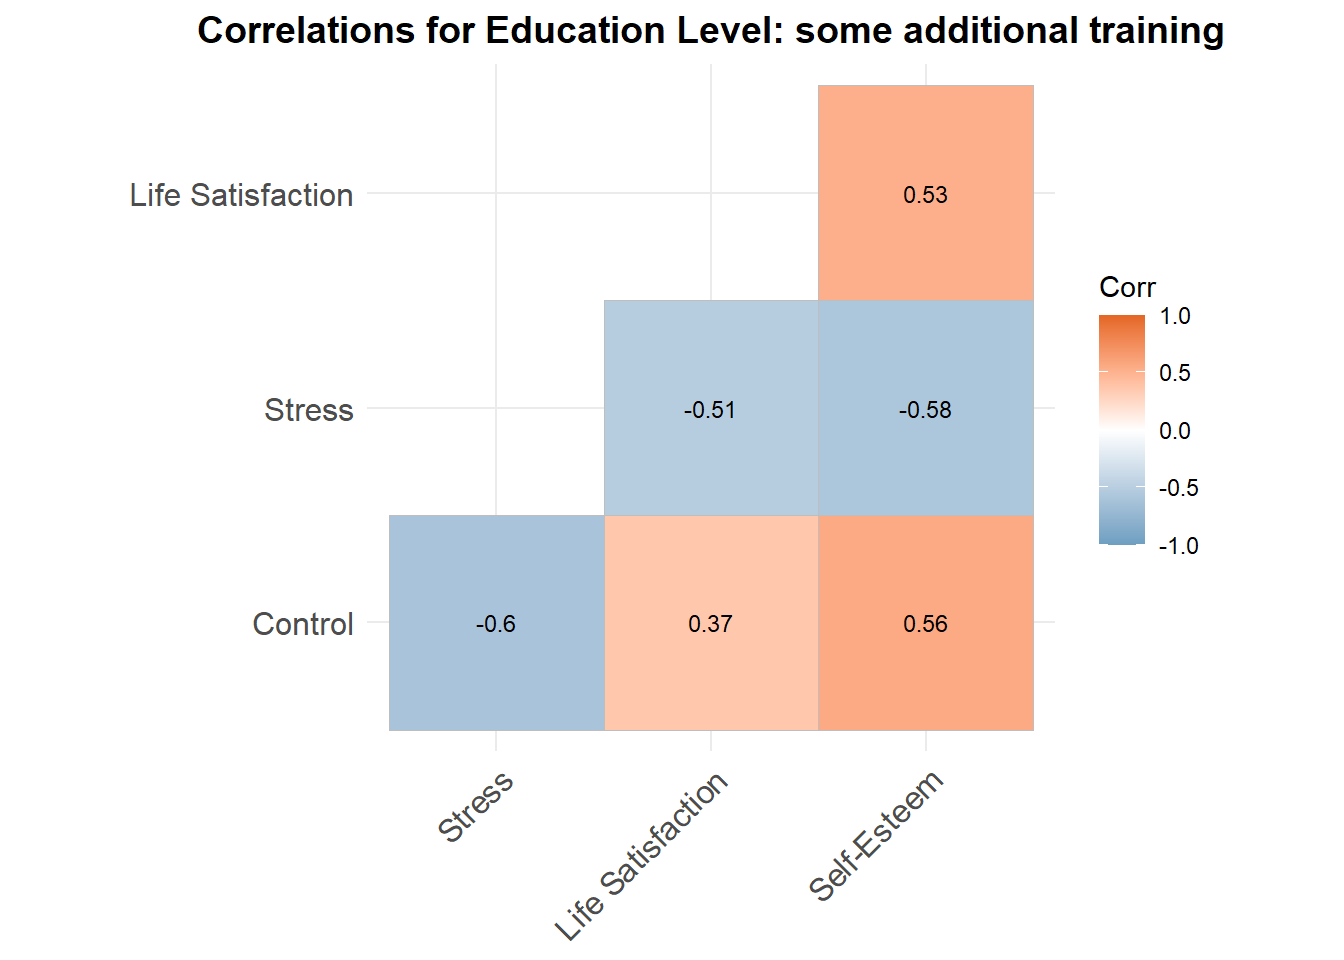 Correlations for Education Level: some additional training
Life Satisfaction
0.53
Corr
1.0
0.5
0.0
-0.5
-1.0
Stress
-0.51
-0.58
Control
-0.6
0.37
0.56
Stress
Life Satisfaction
Self-Esteem